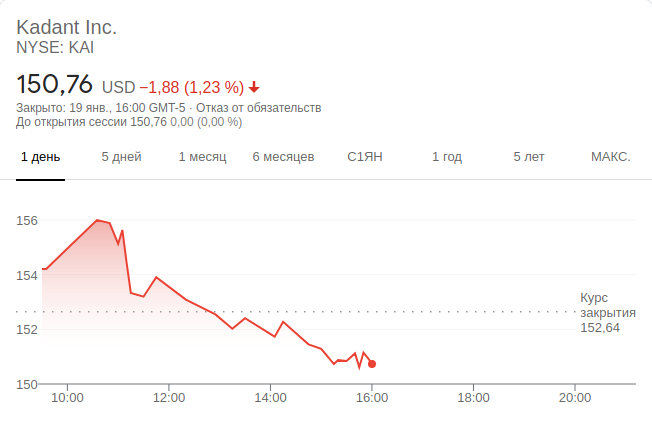 Kadant Inc.
NYSE: KAI
150,76 USD −1,88 (1,23 %)
Закрыто: 19 янв., 16:00 GMT-5 · Отказ от обязательств
До открытия сессии 150,76 0,00 (0,00 %)
1 день 5 дней 1 месяц 6 месяцев С1ЯН 1 год 5 лет МАКС.
156
154
Курс
закрытия
152,64
152
150
10:00 12:00 14:00 16:00 18:00 20:00